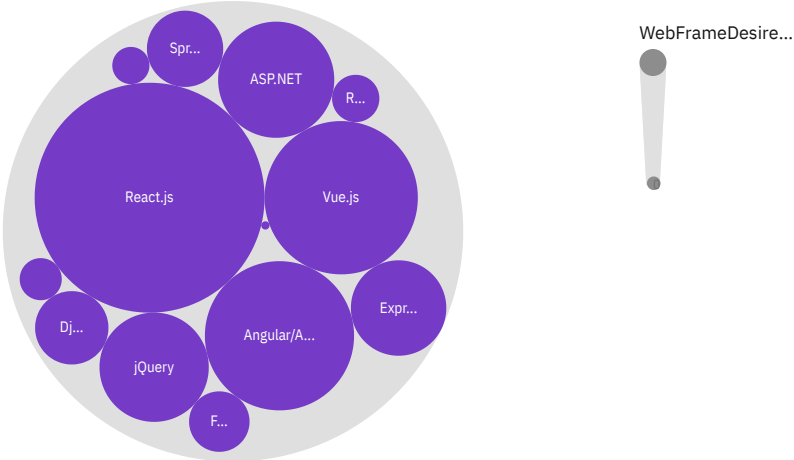 WebFrameDesire...
Spr...
ASP.NET
R...
React.js
Vue.js
Expr...
Dj...
Angular/A...
jQuery
F...